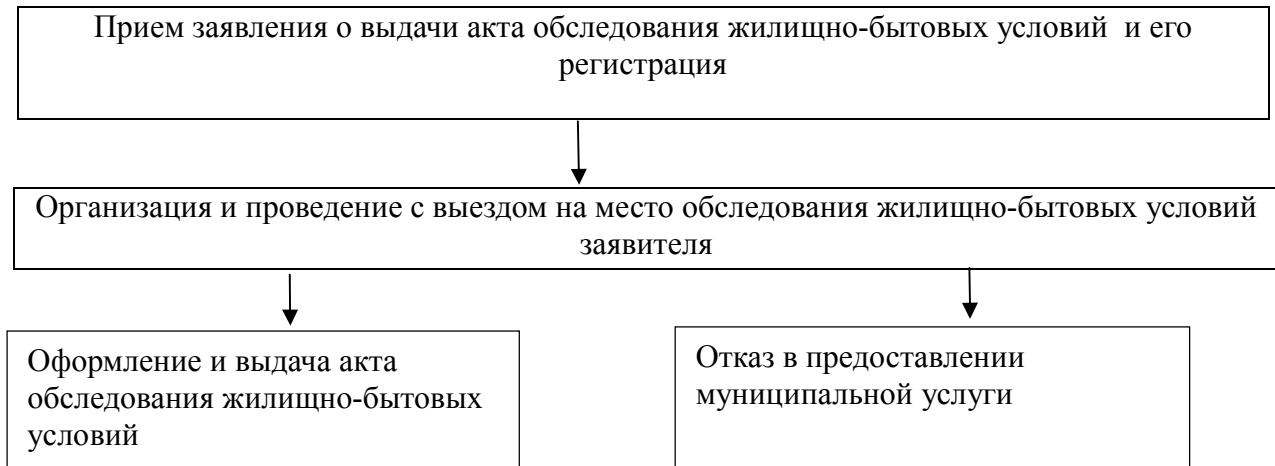 Прием заявления о выдачи акта обследования жилищно-бытовых условий и его
регистрация
Организация и проведение с выездом на место обследования жилищно-бытовых условий
заявителя
Оформление и выдача акта
обследования жилищно-бытовых
условий
Отказ в предоставлении
муниципальной услуги